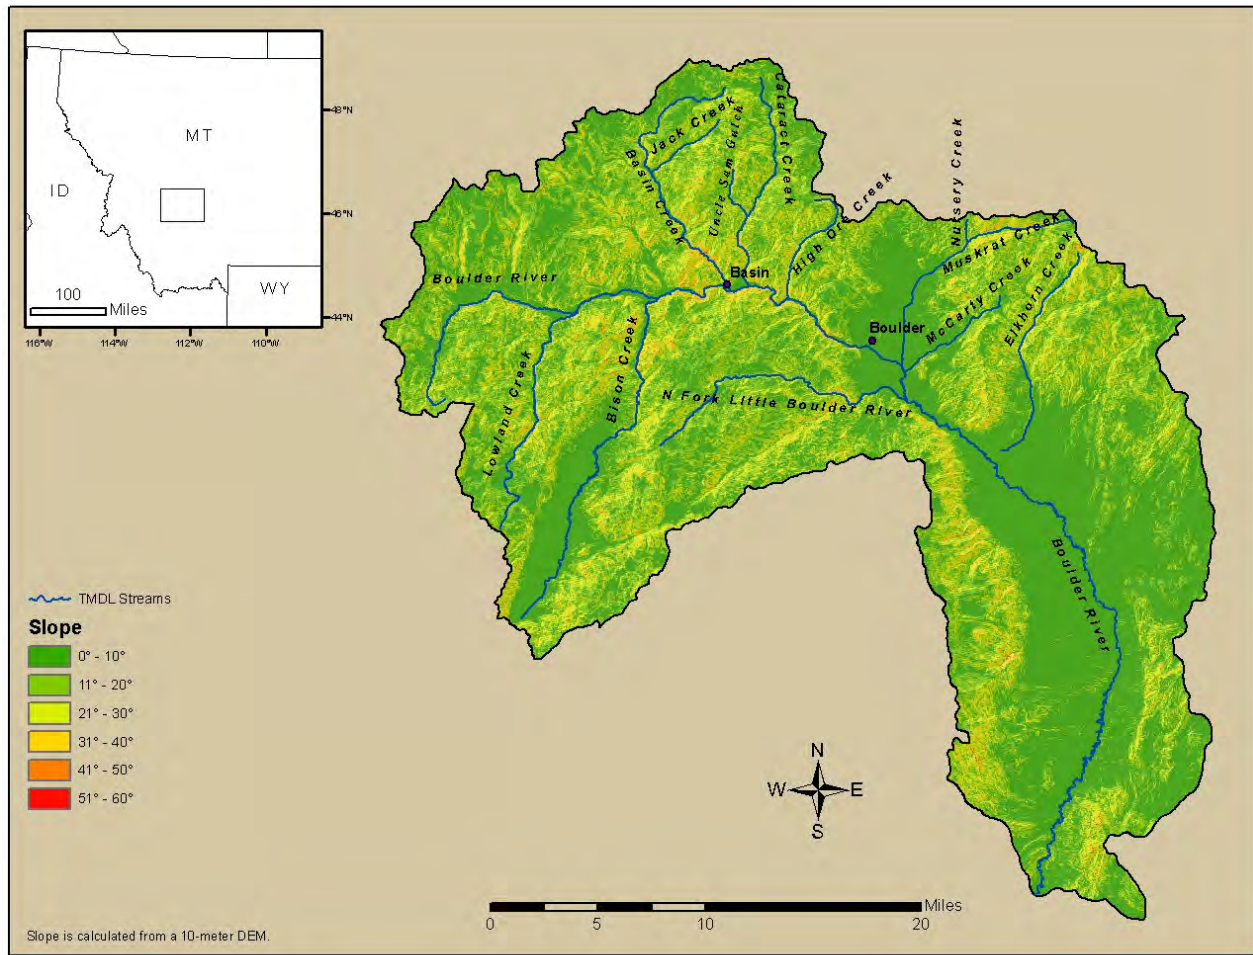 MT
ID
WY
100
Miles
48°N
46°N
44°N
116°W
114°W
112°W
110°W
Cataract Creek
Jack Creek
Uncle Sam Gulch
Basin Creek
High Ore Creek
Nursery Creek
Muskrat Creek
McCarty Creek
Elkhorn Creek
Boulder River
Basin
Boulder
Lowland Creek
Bison Creek
N Fork Little Boulder River
Boulder River
TMDL Streams
Slope
0° - 10°
11° - 20°
21° - 30°
31° - 40°
41° - 50°
51° - 60°
N
W E
S
Miles
0 5 10 20
Slope is calculated from a 10-meter DEM.